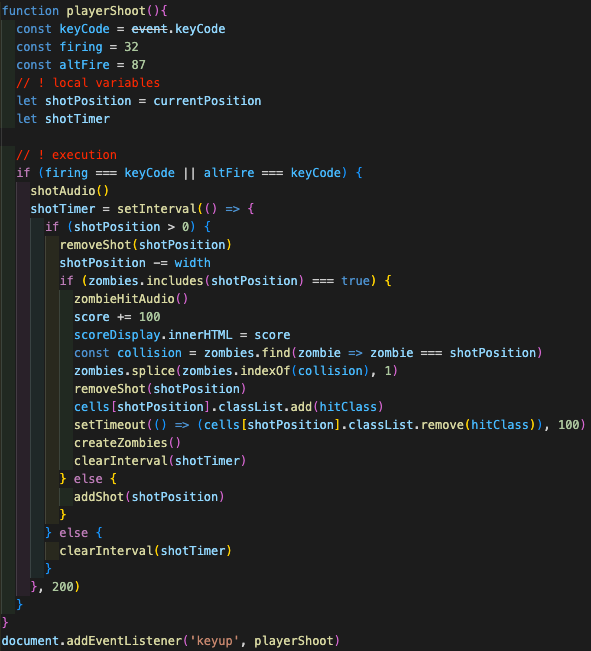 function playerShoot(){
  const keyCode = event.keyCode
  const firing = 32
  const altFire = 87
  // ! local variables
  let shotPosition = currentPosition
  let shotTimer

  // ! execution
  if (firing === keyCode || altFire === keyCode) {
    shotAudio()
    shotTimer = setInterval(() => {
      if (shotPosition > 0) {
        removeShot(shotPosition)
        shotPosition -= width
        if (zombies.includes(shotPosition) === true) {
          zombieHitAudio()
          score += 100
          scoreDisplay.innerHTML = score
          const collision = zombies.find(zombie => zombie === shotPosition)
          zombies.splice(zombies.indexOf(collision), 1)
          removeShot(shotPosition)
          cells[shotPosition].classList.add(hitClass)
          setTimeout(() => (cells[shotPosition].classList.remove(hitClass)), 100)
          createZombies()
          clearInterval(shotTimer)
        } else {
          addShot(shotPosition)
        }
      } else {
        clearInterval(shotTimer)
      }
    }, 200)
  }
}
document.addEventListener('keyup', playerShoot)